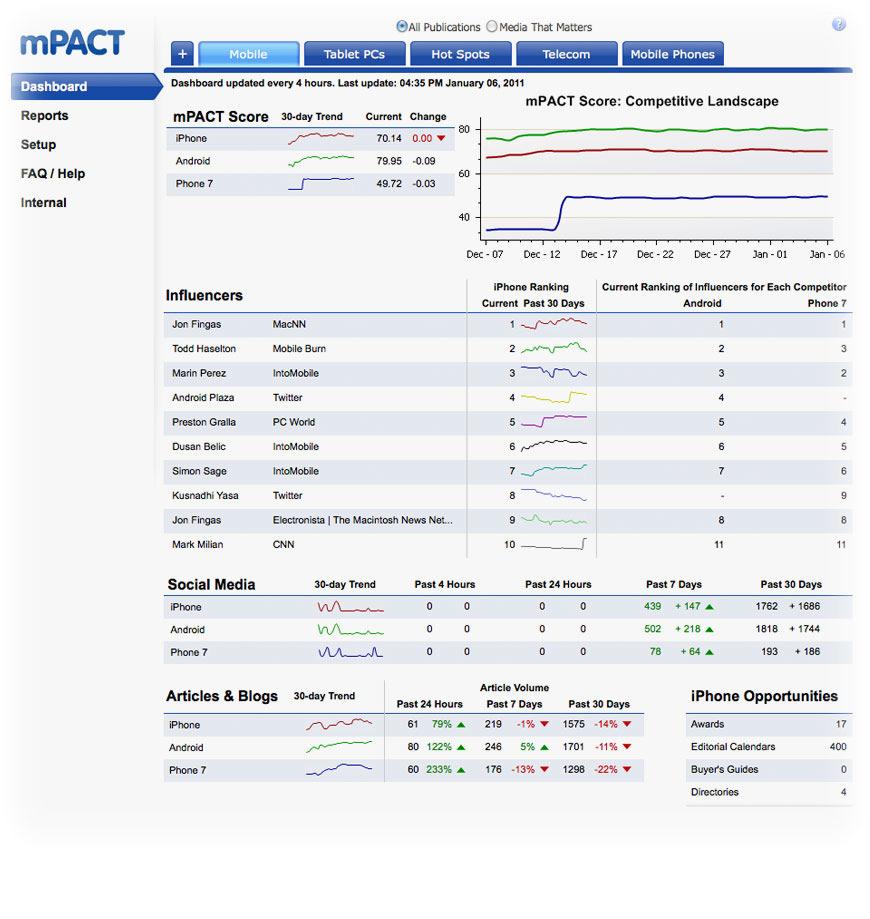 All Publications Media That Matters
?
mPACT
+ Mobile Tablet PCs Hot Spots Telecom Mobile Phones
Dashboard
Reports
Setup
FAQ / Help
Internal
Dashboard updated every 4 hours. Last update: 04:35 PM January 06, 2011
mPACT Score 30-day Trend Current Change
iPhone 70.14 0.00
Android 79.95 -0.09
Phone 7 49.72 -0.03
mPACT Score: Competitive Landscape
80
60
40
Dec - 07 Dec - 12 Dec - 17 Dec - 22 Dec - 27 Jan - 01 Jan - 06
iPhone Ranking Current Ranking of Influencers for Each Competitor
Influencers Current Past 30 Days Android Phone 7
Jon Fingas MacNN 1 1 1
Todd Haselton Mobile Burn 2 2 3
Marin Perez IntoMobile 3 3 2
Android Plaza Twitter 4 4 -
Preston Gralla PC World 5 5 4
Dusan Belic IntoMobile 6 6 5
Simon Sage IntoMobile 7 7 6
Kusnadhi Yasa Twitter 8 - 9
Jon Fingas Electronista | The Macintosh News Net... 9 8 8
Mark Milian CNN 10 11 11
Social Media 30-day Trend Past 4 Hours Past 24 Hours Past 7 Days Past 30 Days
iPhone 0 0 0 0 439 + 147 1762 + 1686
Android 0 0 0 0 502 + 218 1818 + 1744
Phone 7 0 0 0 0 78 + 64 193 + 186
Article Volume
Articles & Blogs 30-day Trend Past 24 Hours Past 7 Days Past 30 Days
iPhone 61 79% 219 -1% 1575 -14%
Android 80 122% 246 5% 1701 -11%
Phone 7 60 233% 176 -13% 1298 -22%
iPhone Opportunities
Awards 17
Editorial Calendars 400
Buyer's Guides 0
Directories 4